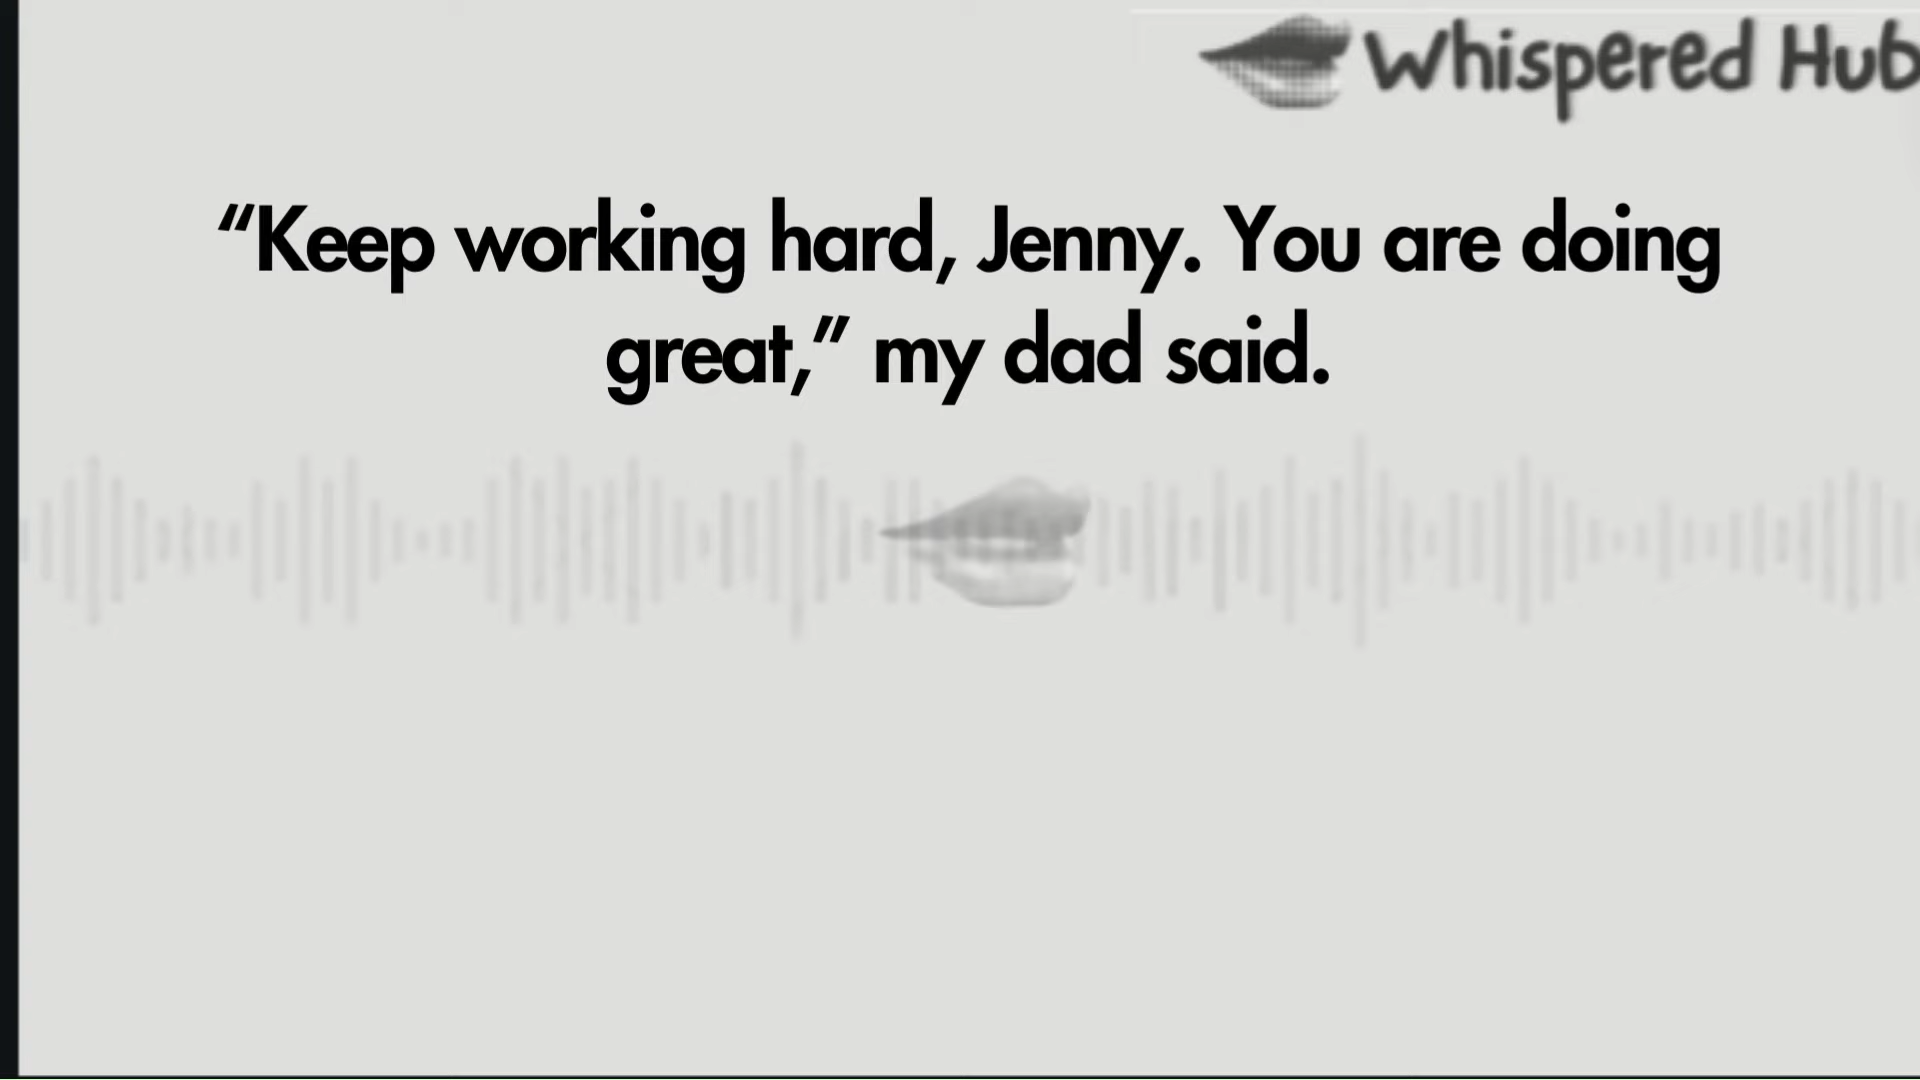 Whispered Hub
“Keep working hard, Jenny. You are doing
great,” my dad said.